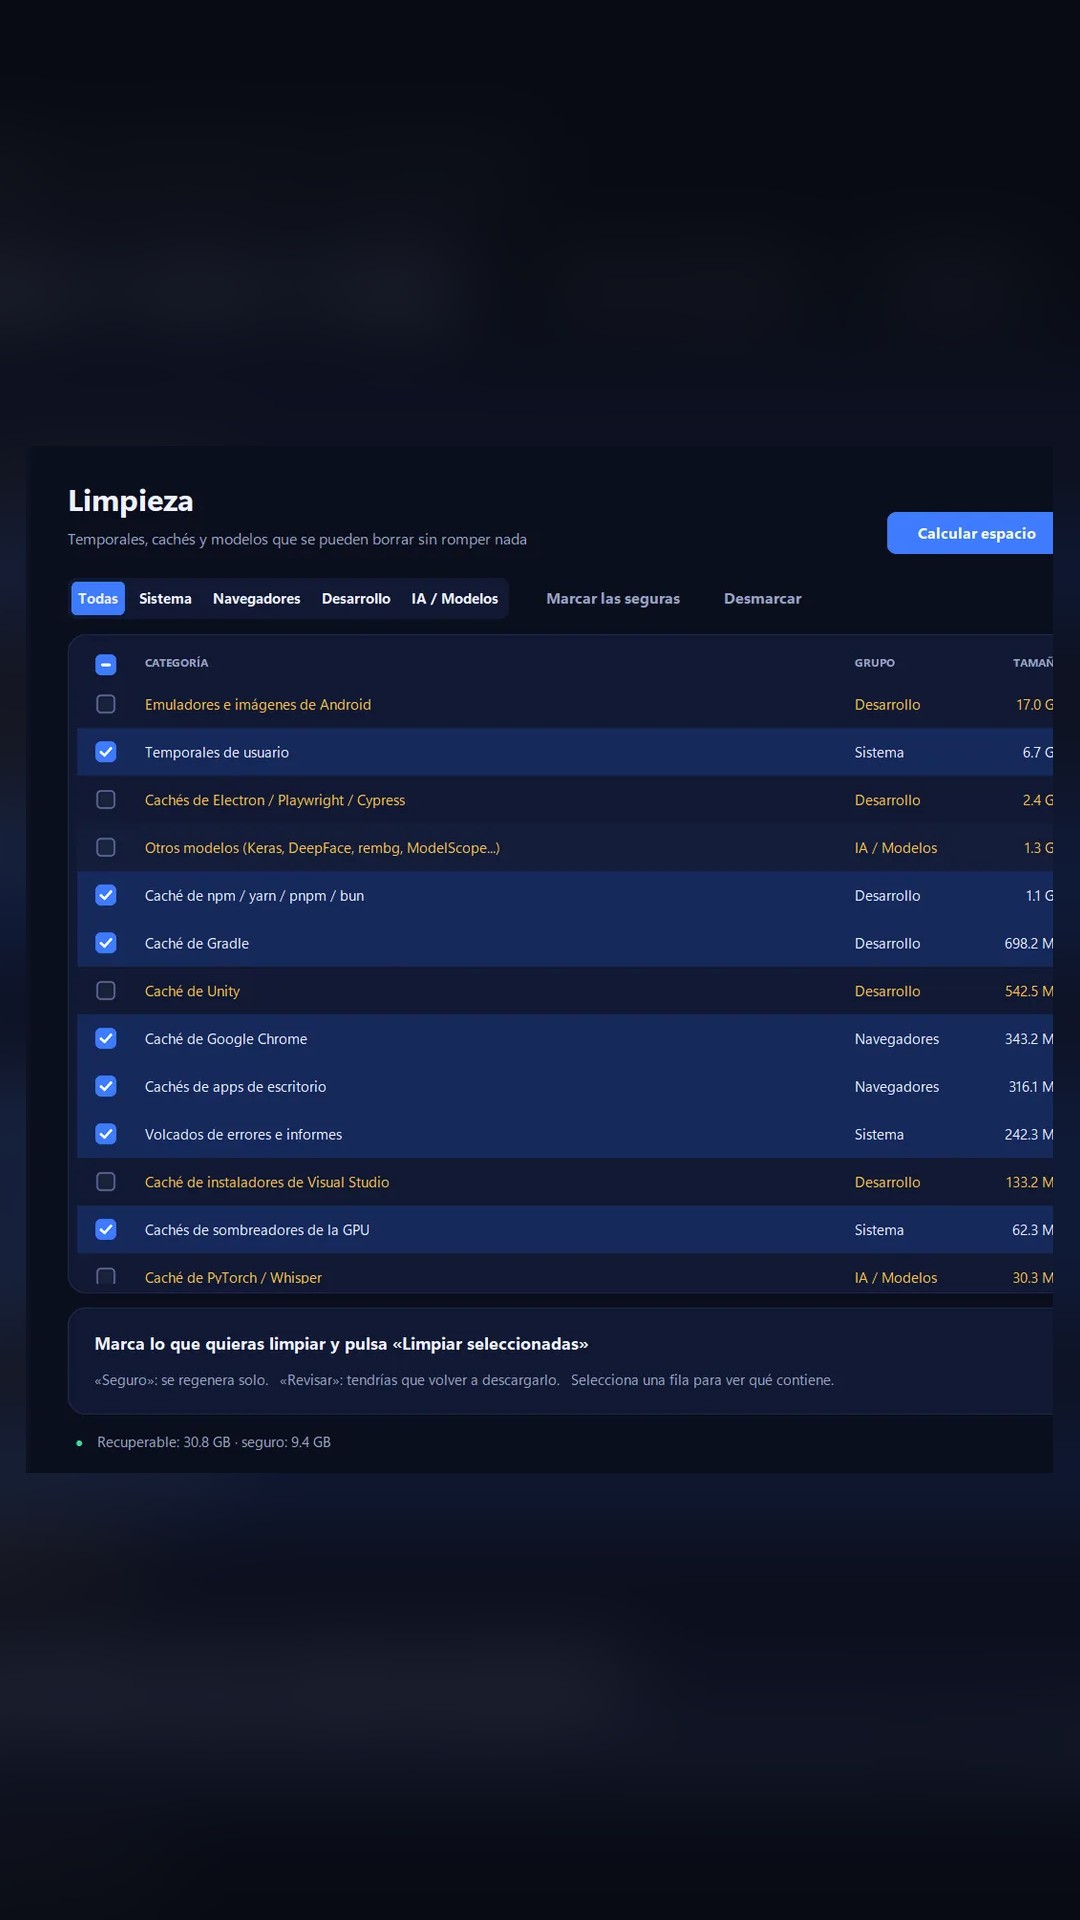 Limpieza
Temporales, cachés y modelos que se pueden borrar sin romper nada
Calcular espacio
Todas Sistema Navegadores Desarrollo IA / Modelos Marcar las seguras Desmarcar
CATEGORÍA GRUPO TAMAÑ
Emuladores e imágenes de Android Desarrollo 17.0 G
Temporales de usuario Sistema 6.7 G
Cachés de Electron / Playwright / Cypress Desarrollo 2.4 G
Otros modelos (Keras, DeepFace, rembg, ModelScope...) IA / Modelos 1.3 G
Caché de npm / yarn / pnpm / bun Desarrollo 1.1 G
Caché de Gradle Desarrollo 698.2 M
Caché de Unity Desarrollo 542.5 M
Caché de Google Chrome Navegadores 343.2 M
Cachés de apps de escritorio Navegadores 316.1 M
Volcados de errores e informes Sistema 242.3 M
Caché de instaladores de Visual Studio Desarrollo 133.2 M
Cachés de sombreadores de la GPU Sistema 62.3 M
Caché de PyTorch / Whisper IA / Modelos 30.3 M
Marca lo que quieras limpiar y pulsa «Limpiar seleccionadas»
«Seguro»: se regenera solo. «Revisar»: tendrías que volver a descargarlo. Selecciona una fila para ver qué contiene.
Recuperable: 30.8 GB · seguro: 9.4 GB